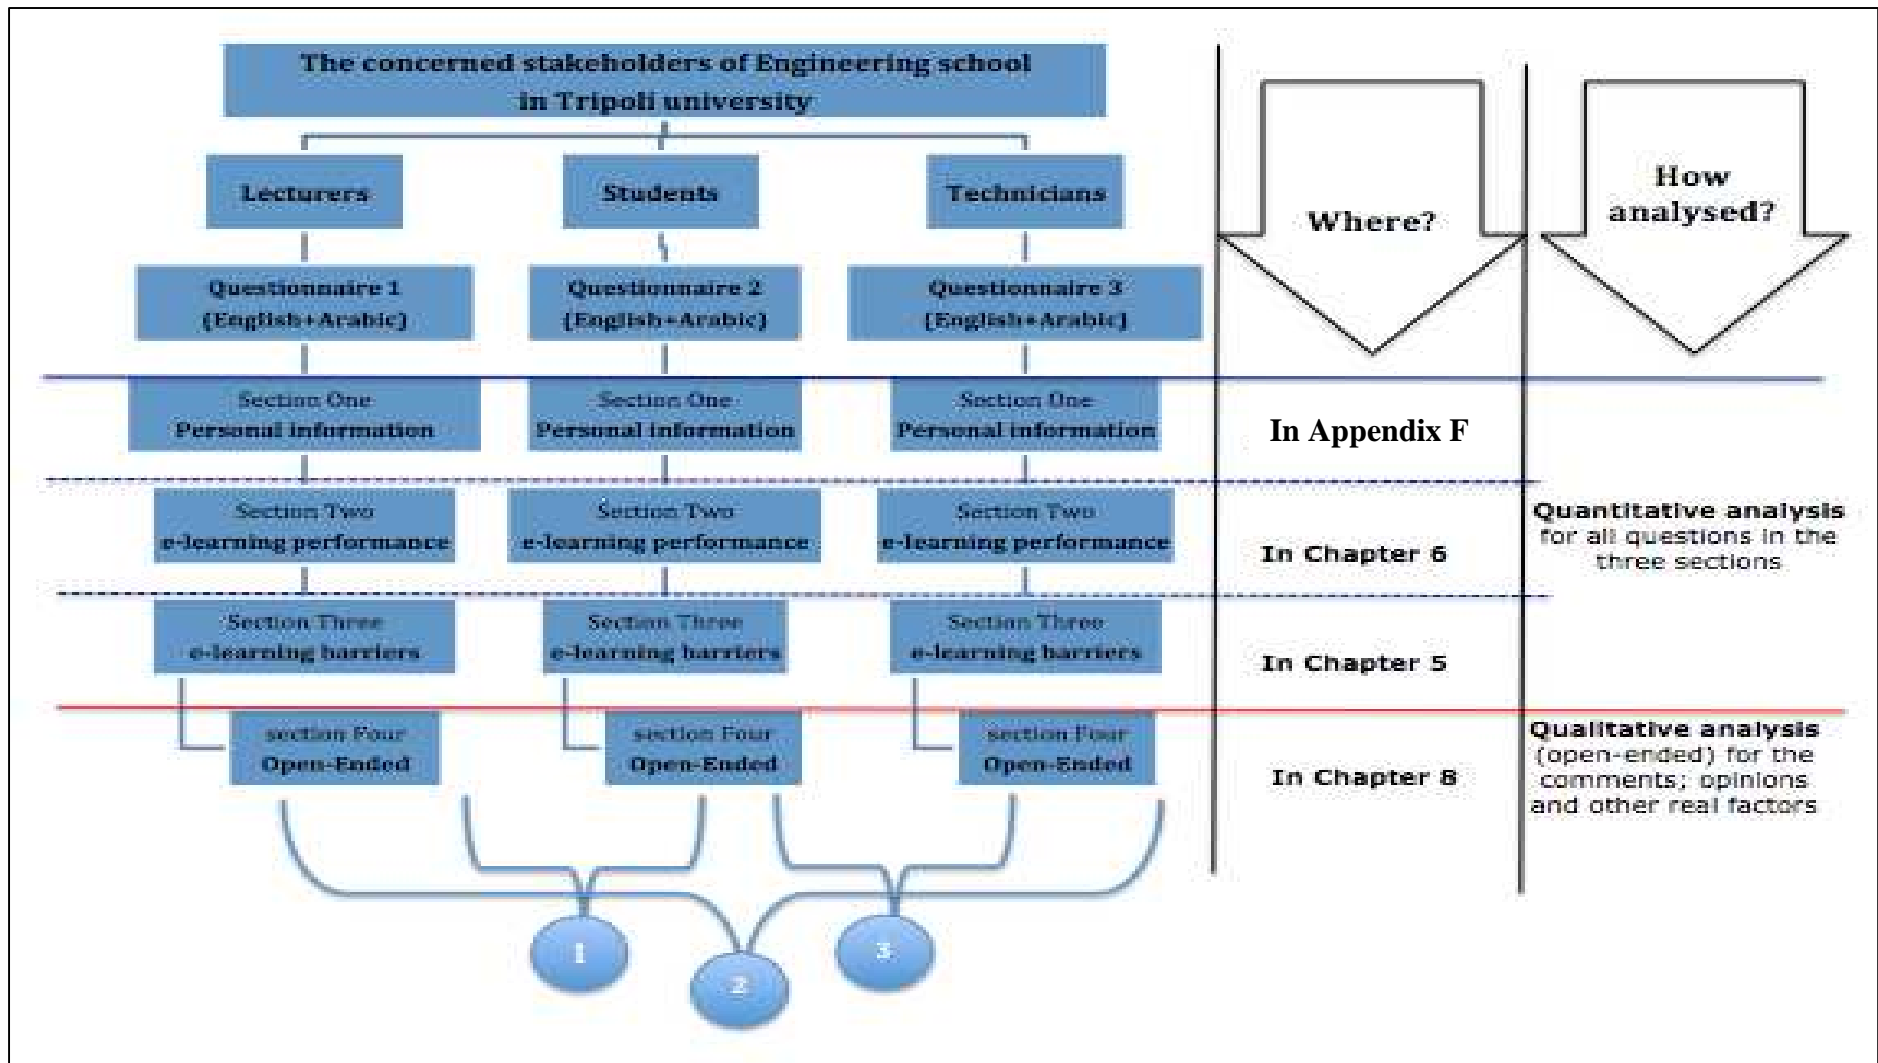 The concerned stakeholders of Engineering school
in Tripoli university
Lecturers
Students
Technicians
Where?
How
analysed?
Questionnaire 1
(English+Arabic)
Questionnaire 2
(English+Arabic)
Questionnaire 3
(English+Arabic)
Section One
Personal information
Section One
Personal information
Section One
Personal information
In Appendix F
Section Two
e-learning performance
Section Two
e-learning performance
Section Two
e-learning performance
In Chapter 6
Quantitative analysis
for all questions in the
three sections
Section Three
e-learning barriers
Section Three
e-learning barriers
Section Three
e-learning barriers
In Chapter 5
section Four
Open-Ended
section Four
Open-Ended
section Four
Open-Ended
In Chapter 8
Qualitative analysis
(open-ended) for the
comments; opinions
and other real factors
1
2
3